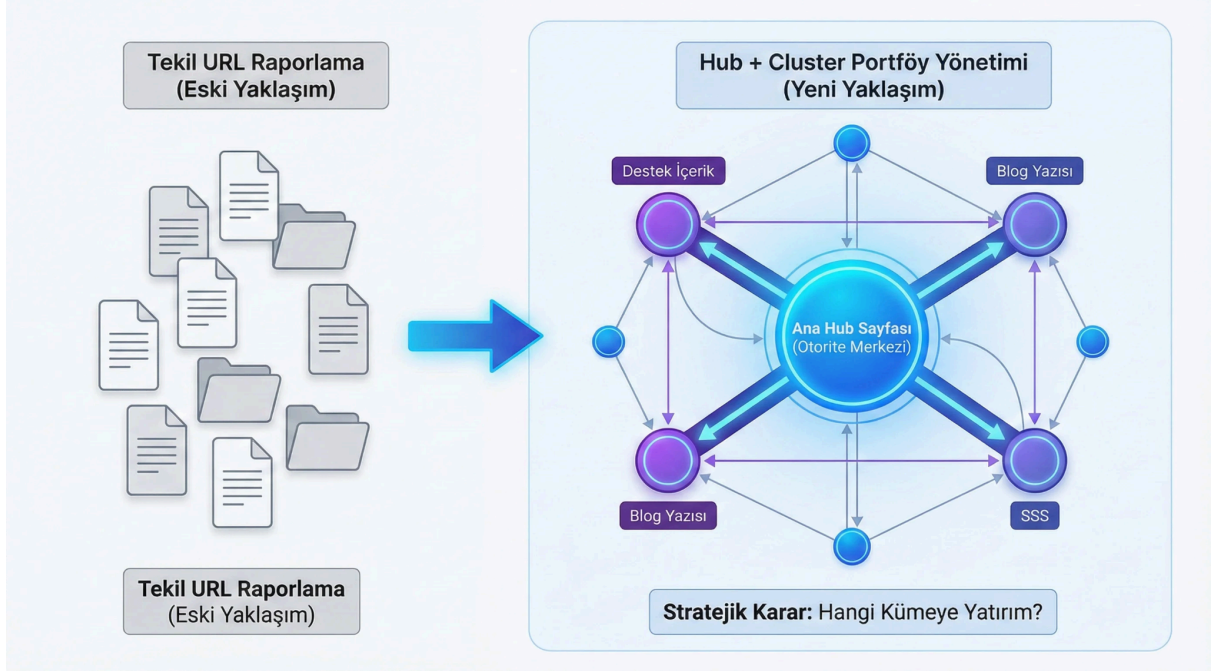 Tekil URL Raporlama
(Eski Yaklaşım)
Tekil URL Raporlama
(Eski Yaklaşım)
Hub + Cluster Portföy Yönetimi
(Yeni Yaklaşım)
Destek İçerik
Blog Yazısı
Ana Hub Sayfası
(Otorite Merkezi)
Blog Yazısı
SSS
Stratejik Karar: Hangi Kümeye Yatırım?